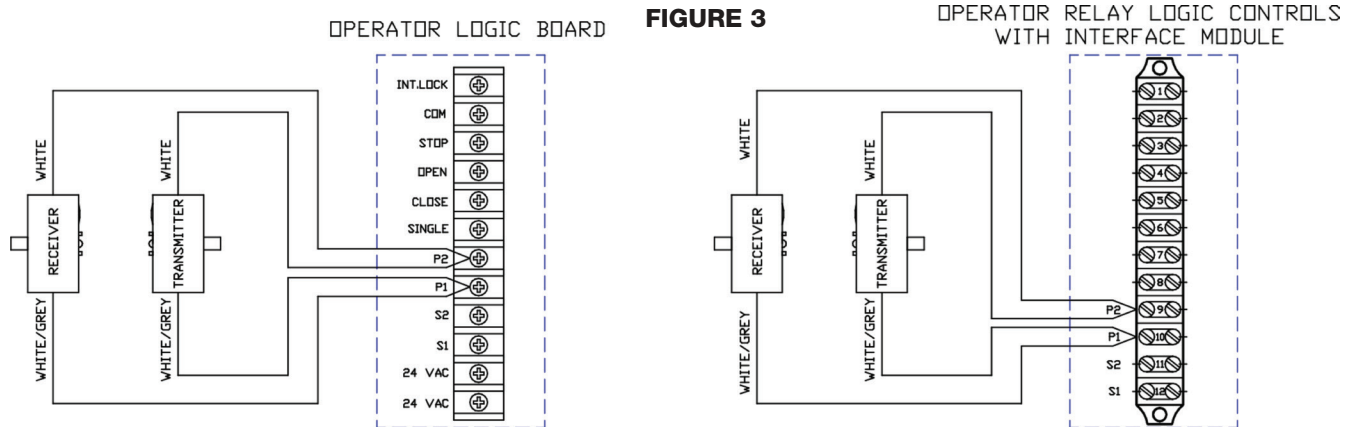 FIGURE 3
OPERATOR LOGIC BOARD
INT.LOCK
COM
STOP
OPEN
CLOSE
SINGLE
P2
P1
S2
S1
24 VAC
24 VAC
WHITE
WHITE
RECEIVER
TRANSMITTER
WHITE/GREY
WHITE/GREY
OPERATOR RELAY LOGIC CONTROLS
WITH INTERFACE MODULE
1
2
3
4
5
6
7
8
P2 9
P1 10
S2 11
S1 12
WHITE
WHITE
RECEIVER
TRANSMITTER
WHITE/GREY
WHITE/GREY